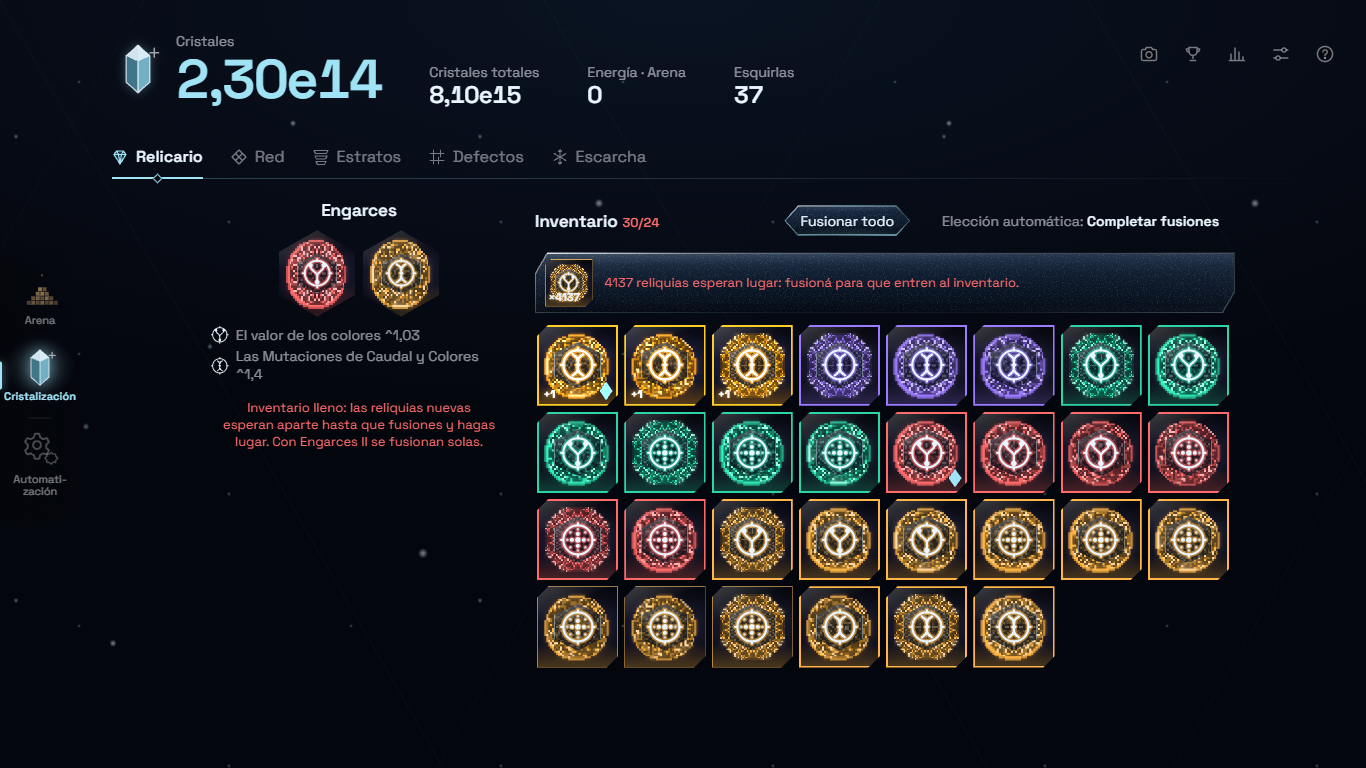 Cristales
2,30e14
Cristales totales
8,10e15
Energía · Arena
0
Esquirlas
37
Relicario
Red
Estratos
Defectos
Escarcha
Arena
Cristalización
Automati-
zación
Engarces
El valor de los colores ^1,03
Las Mutaciones de Caudal y Colores
^1,4
Inventario lleno: las reliquias nuevas
esperan aparte hasta que fusiones y hagas
lugar. Con Engarces II se fusionan solas.
Inventario 30/24
Fusionar todo
Elección automática: Completar fusiones
×4137
4137 reliquias esperan lugar: fusioná para que entren al inventario.
+1
+1
+1